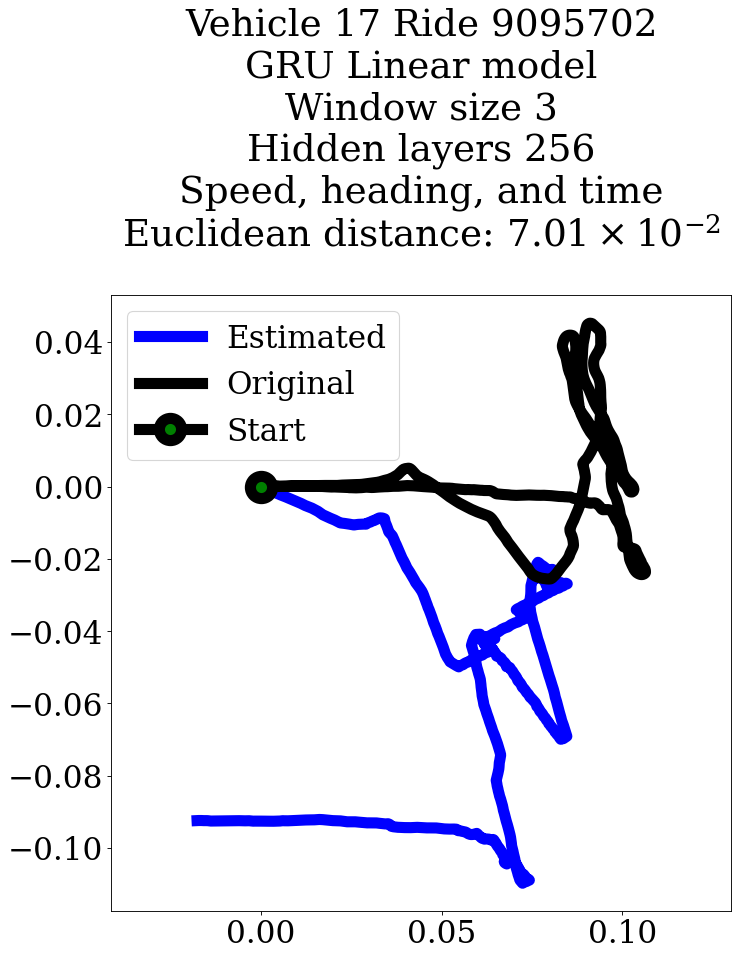 Vehicle 17 Ride 9095702
GRU Linear model
Window size 3
Hidden layers 256
Speed, heading, and time
Euclidean distance: 7.01 × 10⁻²
Estimated
Original
Start
0.04
0.02
0.00
−0.02
−0.04
−0.06
−0.08
−0.10
0.00 0.05 0.10